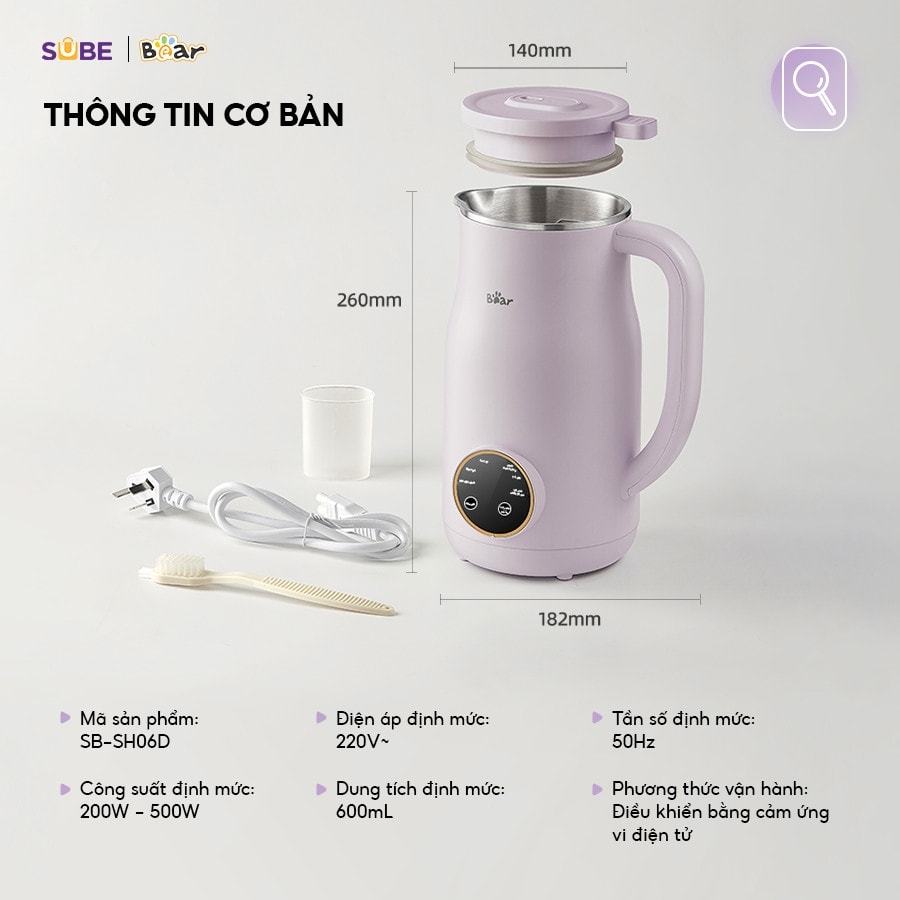 SUBE | Bear
THÔNG TIN CƠ BẢN
140mm
260mm
Bear
182mm
Mã sản phẩm:
SB-SH06D
Điện áp định mức:
220V~
Tần số định mức:
50Hz
Công suất định mức:
200W - 500W
Dung tích định mức:
600mL
Phương thức vận hành:
Điều khiển bằng cảm ứng
vi điện tử